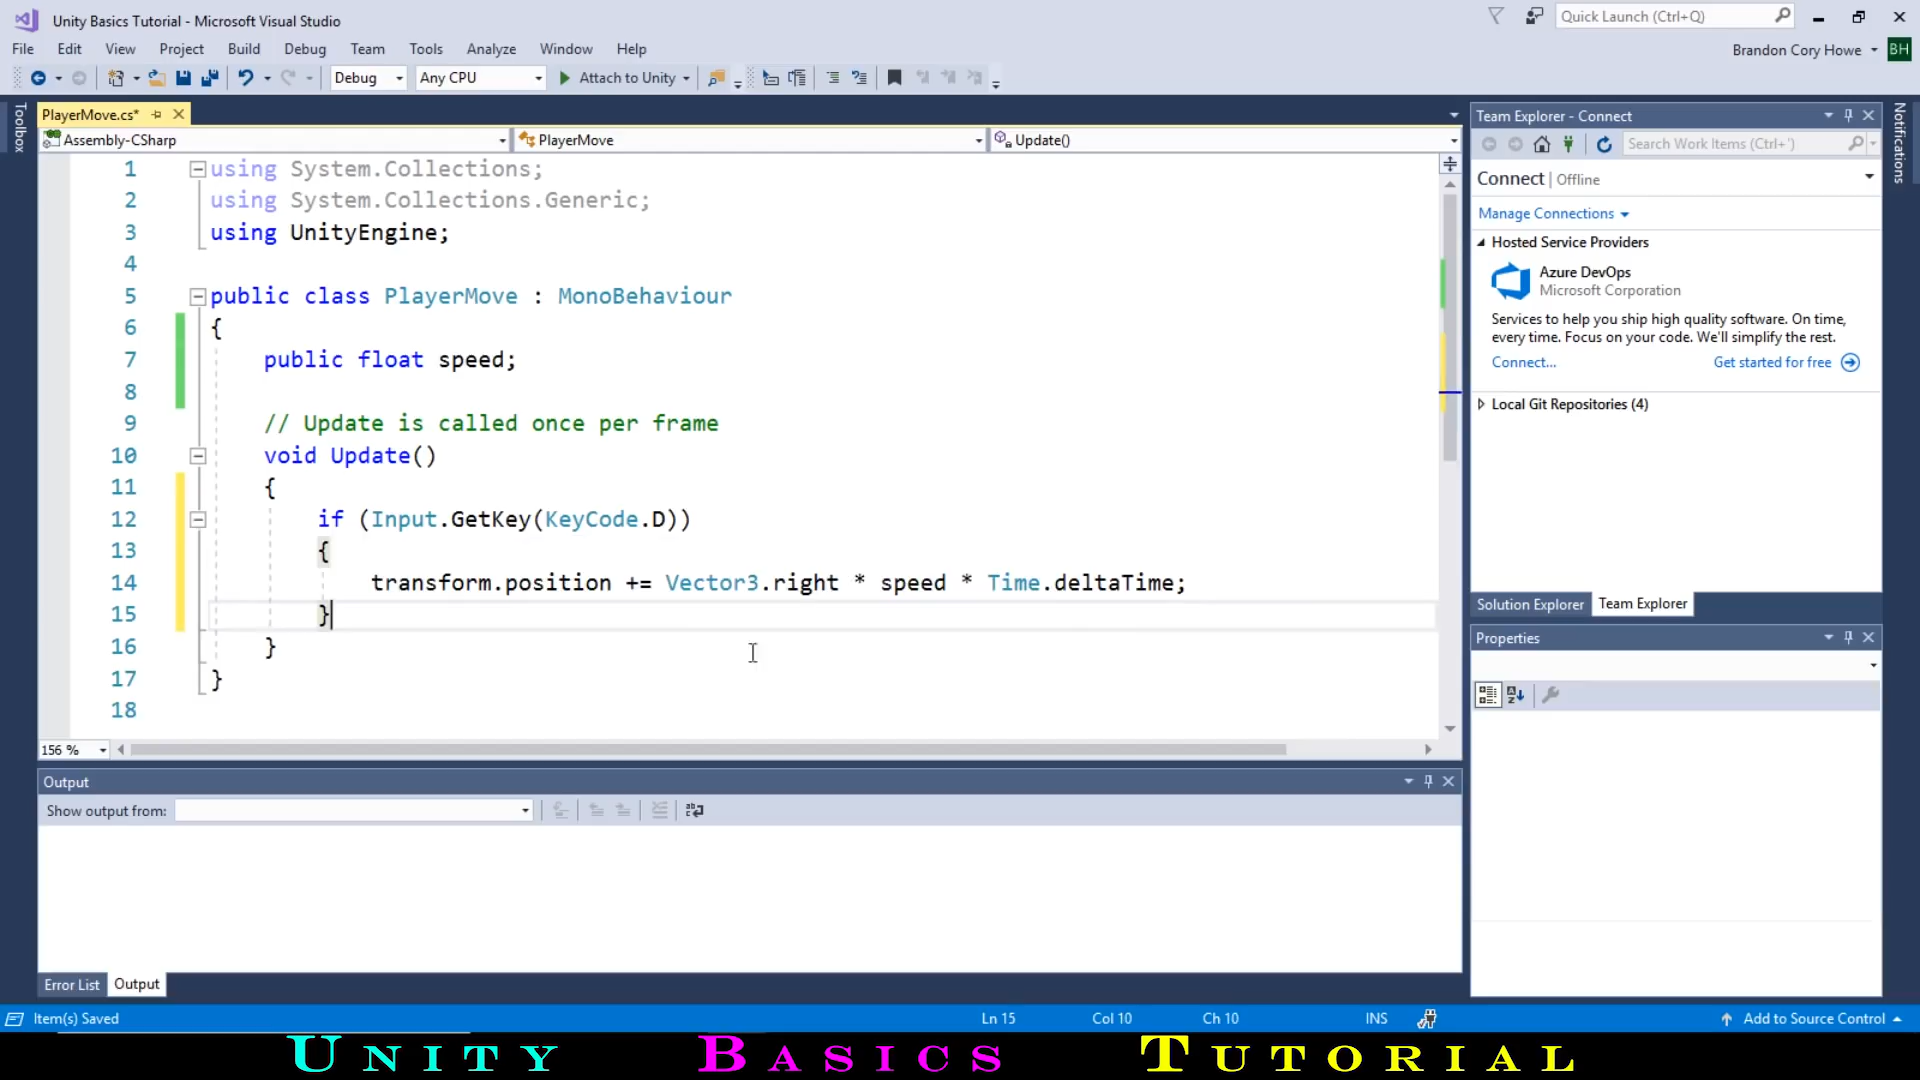 Unity Basics Tutorial - Microsoft Visual Studio
Quick Launch (Ctrl+Q)
File Edit View Project Build Debug Team Tools Analyze Window Help
Brandon Cory Howe BH
Debug Any CPU Attach to Unity
Toolbox
PlayerMove.cs*
Assembly-CSharp PlayerMove Update()
1 using System.Collections;
2 using System.Collections.Generic;
3 using UnityEngine;
4
5 public class PlayerMove : MonoBehaviour
6 {
7 public float speed;
8
9 // Update is called once per frame
10 void Update()
11 {
12 if (Input.GetKey(KeyCode.D))
13 {
14 transform.position += Vector3.right * speed * Time.deltaTime;
15 }
16 }
17 }
18
156 %
Output
Show output from:
Error List Output
Team Explorer - Connect
Search Work Items (Ctrl+')
Connect | Offline
Manage Connections
Hosted Service Providers
Azure DevOps
Microsoft Corporation
Services to help you ship high quality software. On time,
every time. Focus on your code. We'll simplify the rest.
Connect... Get started for free
Local Git Repositories (4)
Solution Explorer Team Explorer
Properties
Notifications
Item(s) Saved Ln 15 Col 10 Ch 10 INS Add to Source Control
UNITY BASICS TUTORIAL